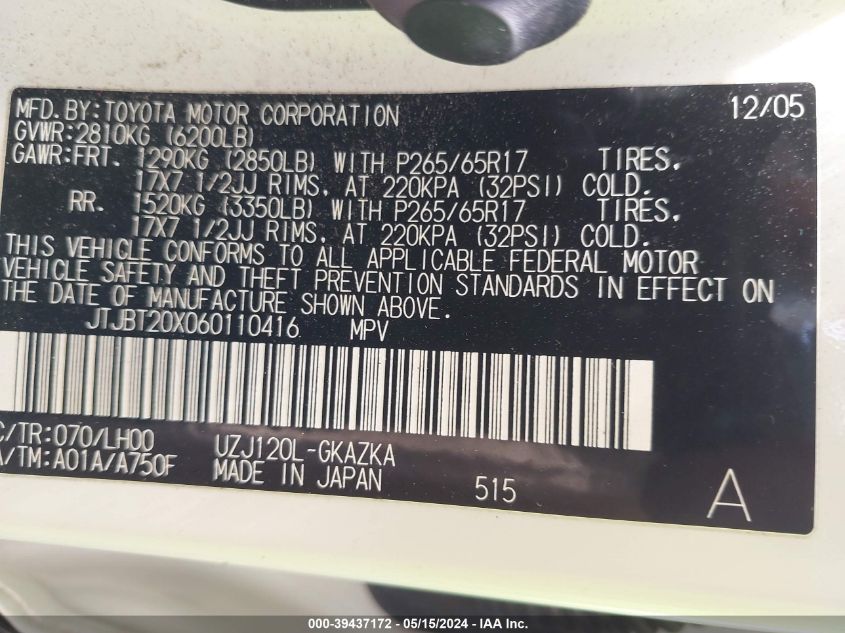 MFD. BY: TOYOTA MOTOR CORPORATION 12/05
GVWR: 2810KG (6200LB)
GAWR: FRT. 1290KG (2850LB) WITH P265/65R17 TIRES,
17X7 1/2JJ RIMS, AT 220KPA (32PSI) COLD.
RR. 1520KG (3350LB) WITH P265/65R17 TIRES,
17X7 1/2JJ RIMS, AT 220KPA (32PSI) COLD.
THIS VEHICLE CONFORMS TO ALL APPLICABLE FEDERAL MOTOR
VEHICLE SAFETY AND THEFT PREVENTION STANDARDS IN EFFECT ON
THE DATE OF MANUFACTURE SHOWN ABOVE.
JTJBT20X060110416 MPV
C/TR: 070/LH00 UZJ120L-GKAZKA
A/TM: A01A/A750F MADE IN JAPAN 515 A
000-39437172 - 05/15/2024 - IAA Inc.